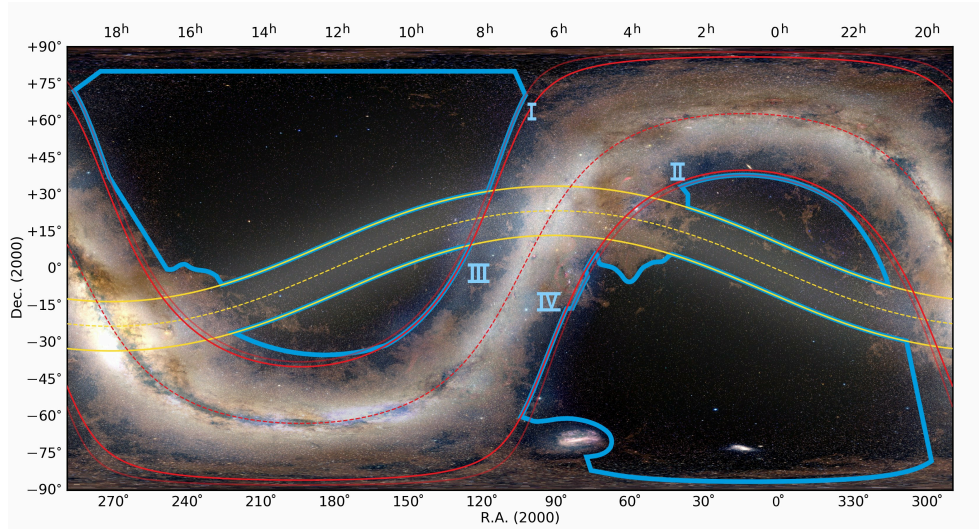 18h 16h 14h 12h 10h 8h 6h 4h 2h 0h 22h 20h
+90°
+75°
+60°
+45°
+30°
+15°
0°
−15°
−30°
−45°
−60°
−75°
−90°
Dec. (2000)
I
II
III
IV
270° 240° 210° 180° 150° 120° 90° 60° 30° 0° 330° 300°
R.A. (2000)